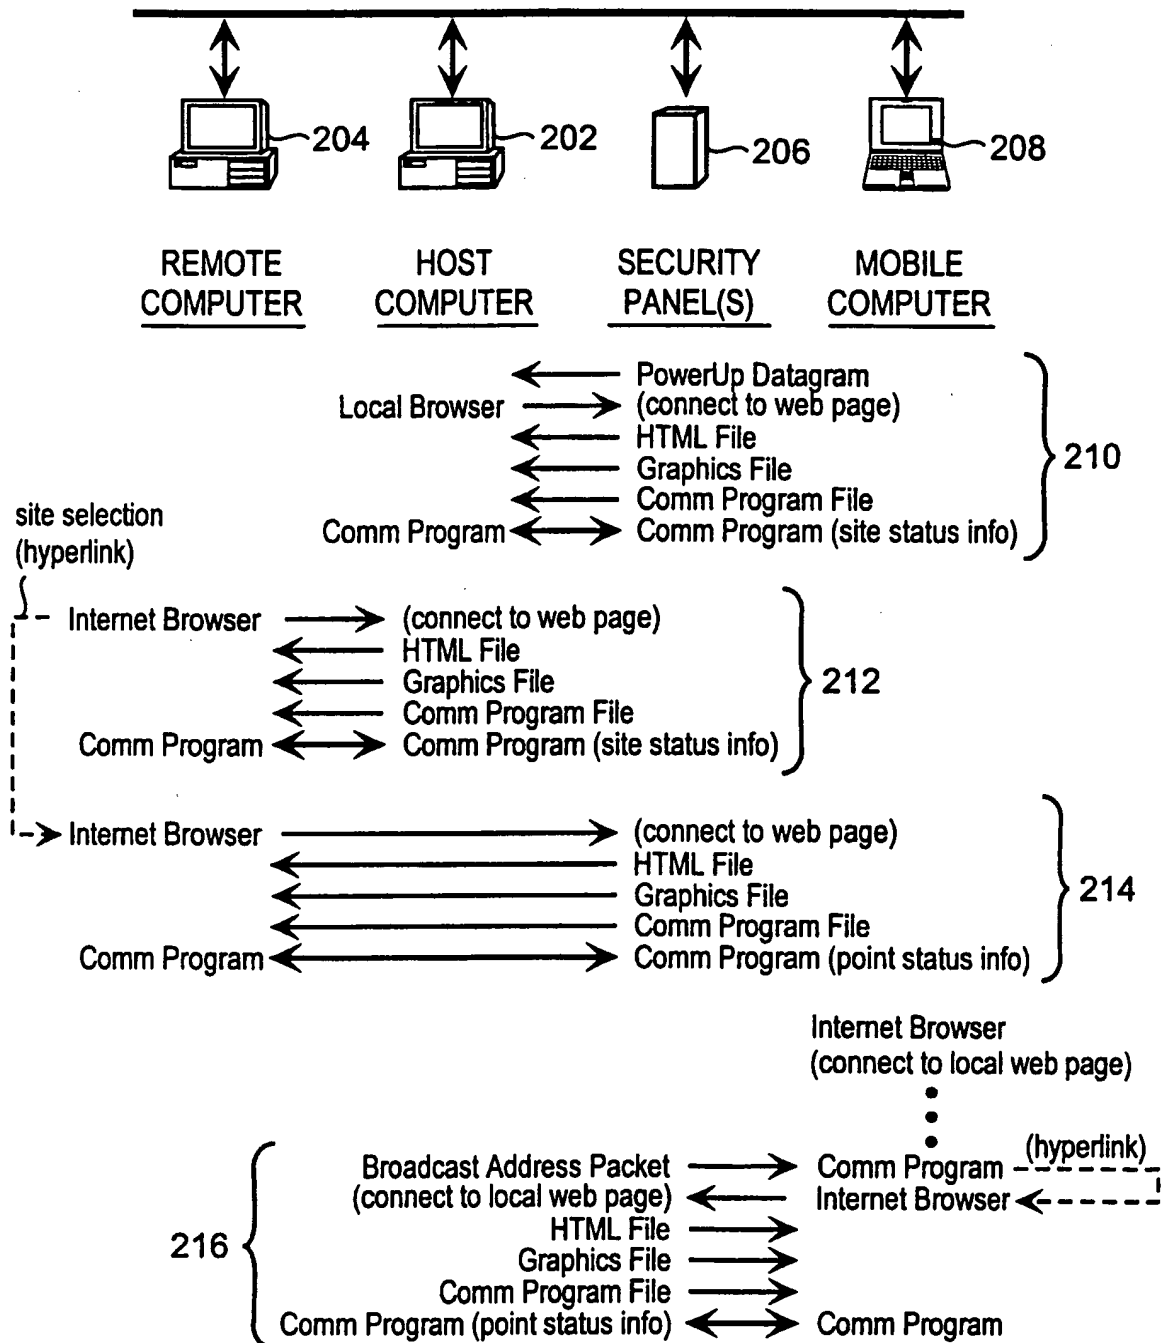 204
202
206
208
REMOTE
COMPUTER
HOST
COMPUTER
SECURITY
PANEL(S)
MOBILE
COMPUTER
PowerUp Datagram
Local Browser
(connect to web page)
HTML File
Graphics File
Comm Program File
Comm Program
Comm Program (site status info)
210
site selection
(hyperlink)
Internet Browser
(connect to web page)
HTML File
Graphics File
Comm Program File
Comm Program
Comm Program (site status info)
212
Internet Browser
(connect to web page)
HTML File
Graphics File
Comm Program File
Comm Program
Comm Program (point status info)
214
Internet Browser
(connect to local web page)
Broadcast Address Packet
Comm Program
(hyperlink)
(connect to local web page)
Internet Browser
HTML File
Graphics File
Comm Program File
Comm Program (point status info)
Comm Program
216